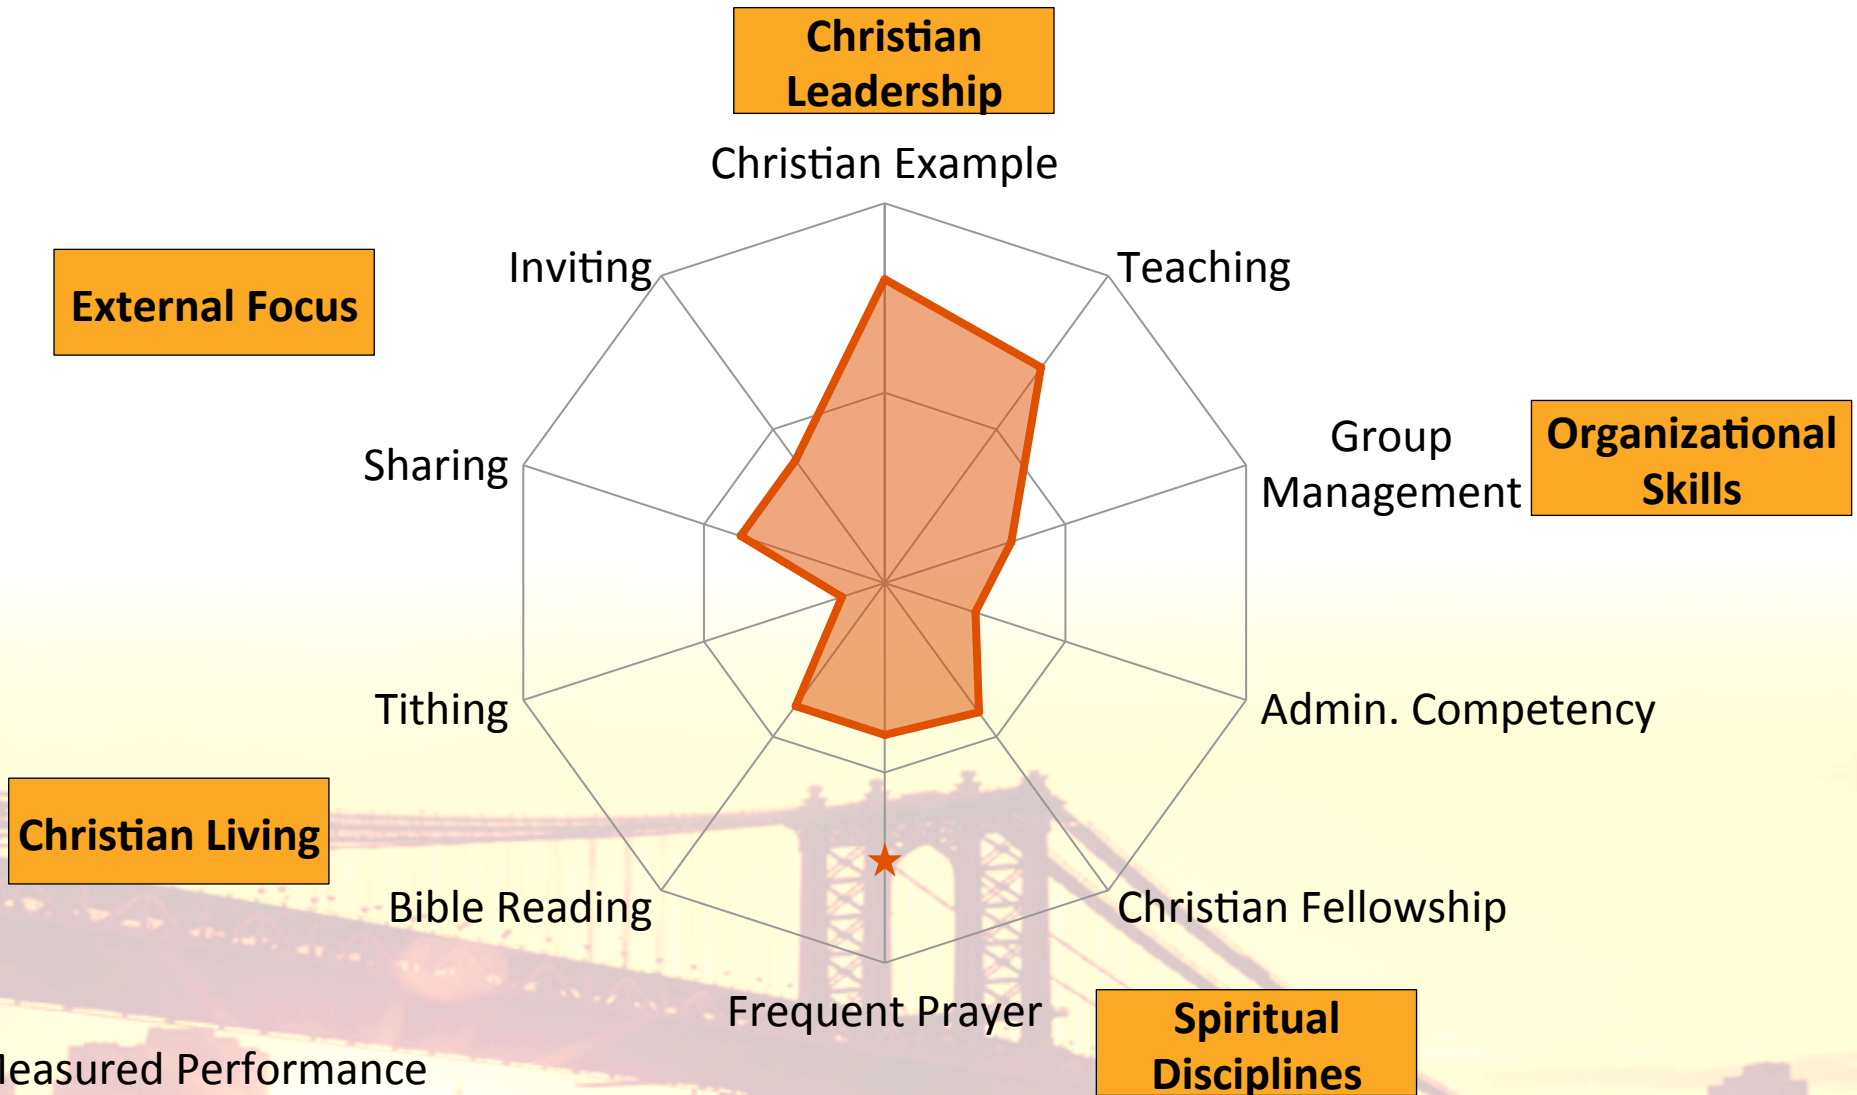 Christian
Leadership
Christian Example
Inviting
Teaching
External Focus
Group
Management
Organizational
Skills
Sharing
Tithing
Admin. Competency
Christian Living
Bible Reading
Christian Fellowship
Frequent Prayer
Spiritual
Disciplines
Measured Performance